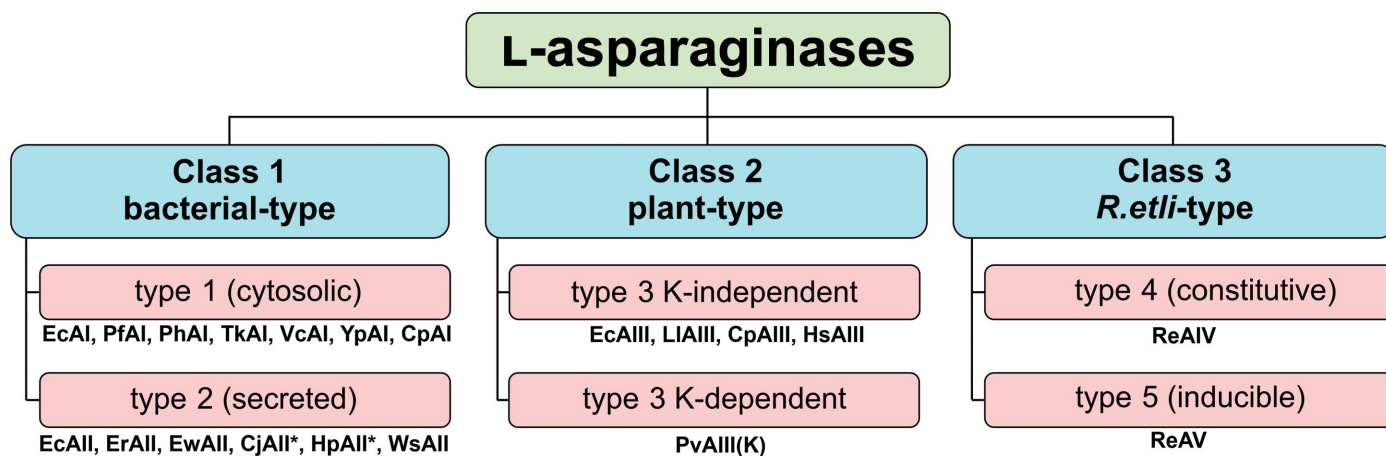 L-asparaginases
Class 1
bacterial-type
type 1 (cytosolic)
EcAI, PfAI, PhAI, TkAI, VcAI, YpAI, CpAI
type 2 (secreted)
EcAII, ErAII, EwAII, CjAII*, HpAII*, WsAII
Class 2
plant-type
type 3 K-independent
EcAIII, LlAIII, CpAIII, HsAIII
type 3 K-dependent
PvAIII(K)
Class 3
R.etli-type
type 4 (constitutive)
ReAIV
type 5 (inducible)
ReAV